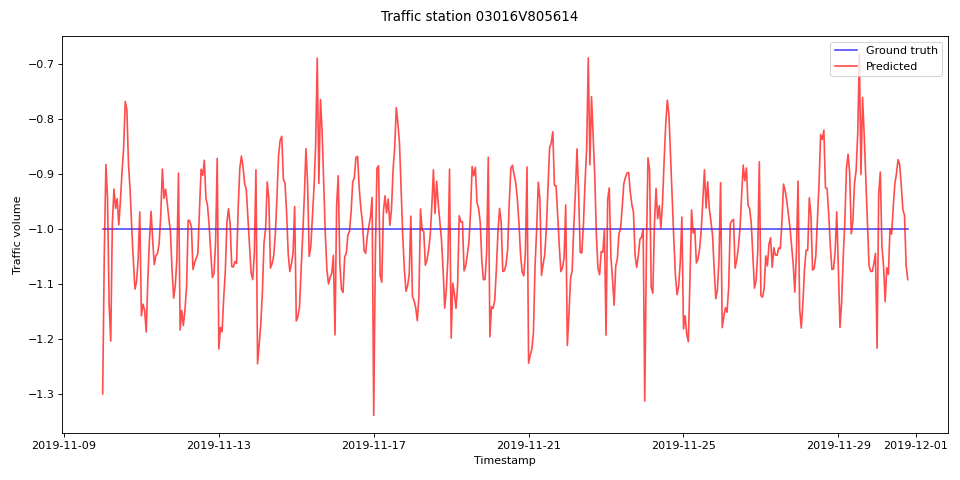 Traffic station 03016V805614
Ground truth
Predicted
Traffic volume
−0.7
−0.8
−0.9
−1.0
−1.1
−1.2
−1.3
2019-11-09
2019-11-13
2019-11-17
2019-11-21
2019-11-25
2019-11-29
2019-12-01
Timestamp